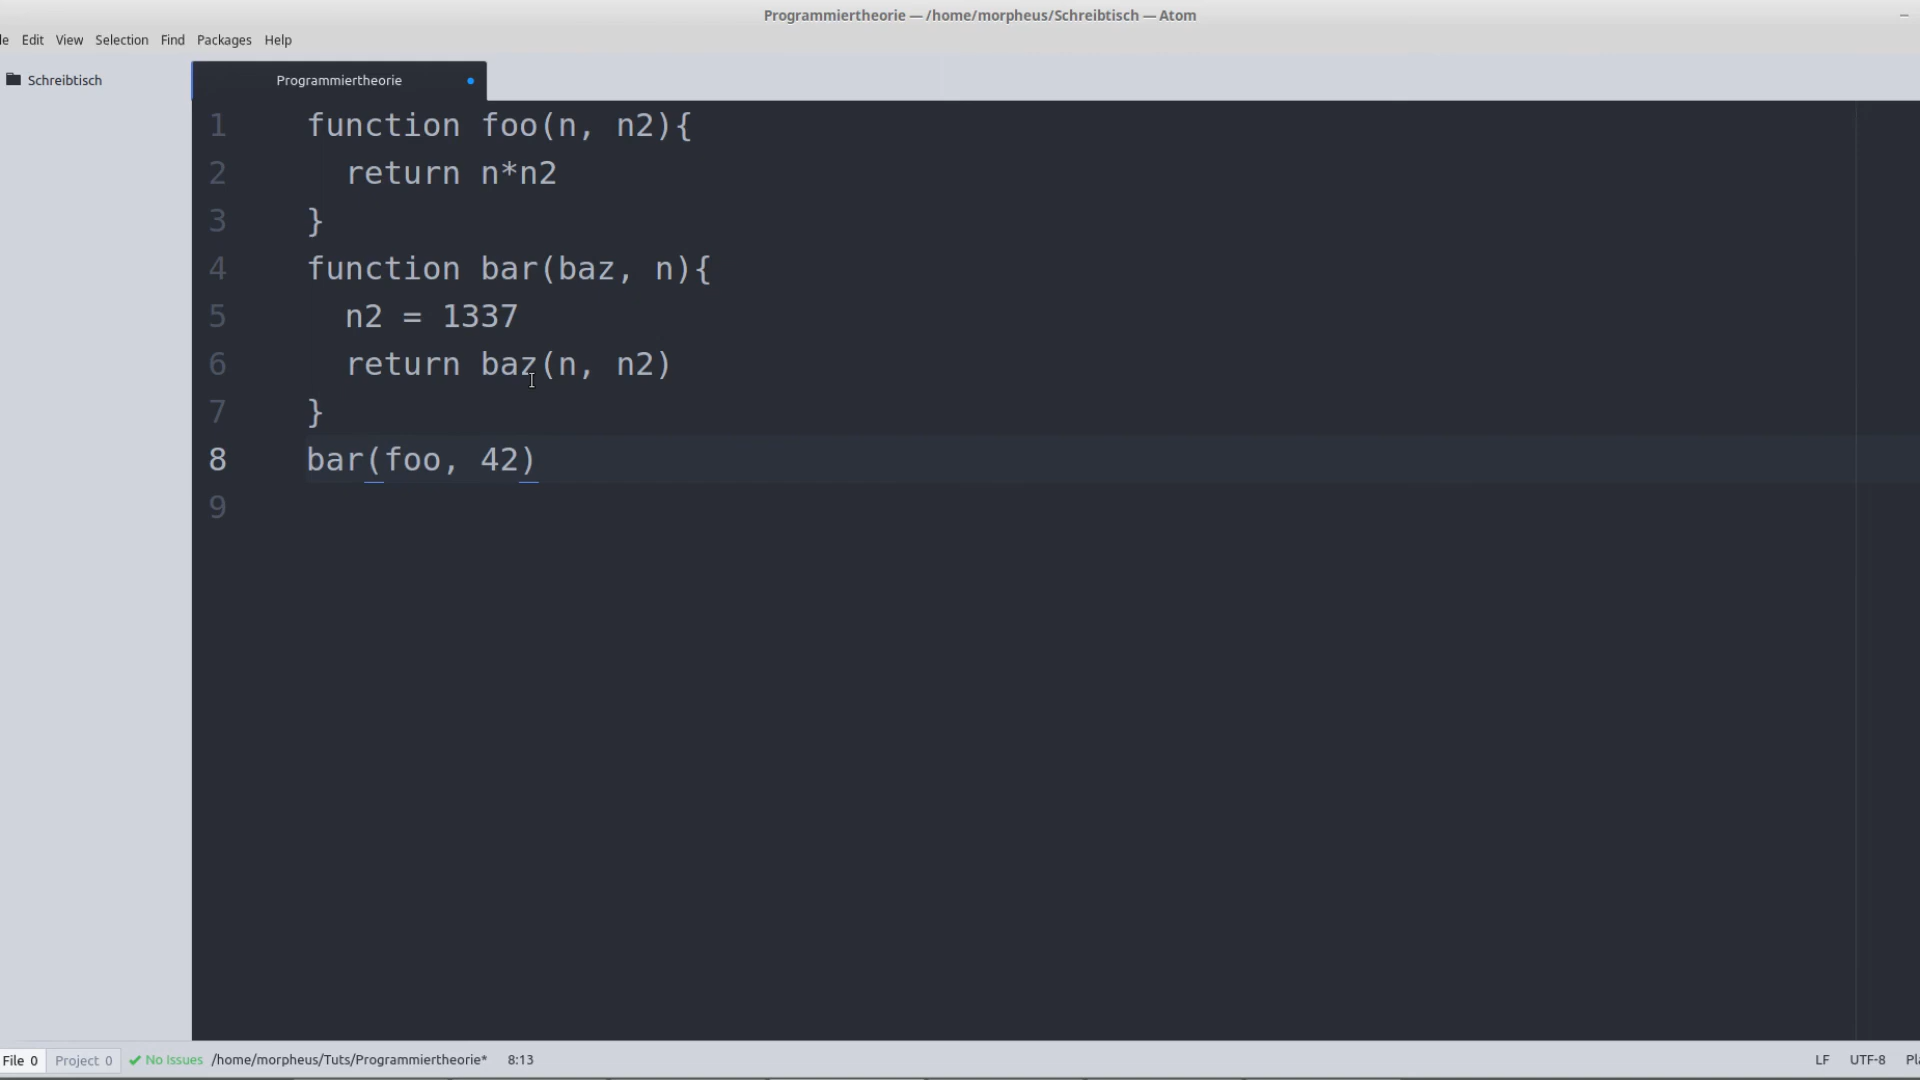 Programmiertheorie — /home/morpheus/Schreibtisch — Atom
le Edit View Selection Find Packages Help
Schreibtisch
Programmiertheorie
1 function foo(n, n2){
2 return n*n2
3 }
4 function bar(baz, n){
5 n2 = 1337
6 return baz(n, n2)
7 }
8 bar(foo, 42)
9
File 0 Project 0 No Issues /home/morpheus/Tuts/Programmiertheorie* 8:13 LF UTF-8 Pla